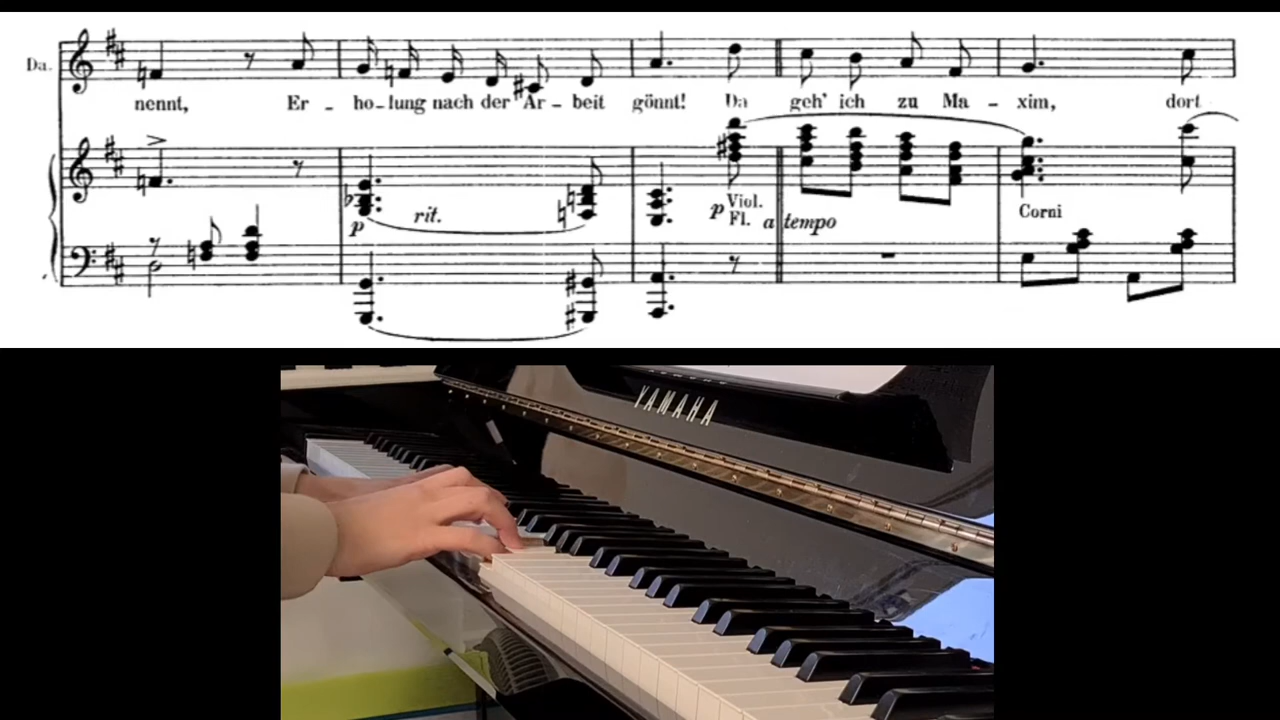 Da.
nennt, Er - ho - lung nach der Ar - beit gönnt! Da geh' ich zu Ma - xim, dort
p rit. p Viol. Fl. a tempo Corni
YAMAHA